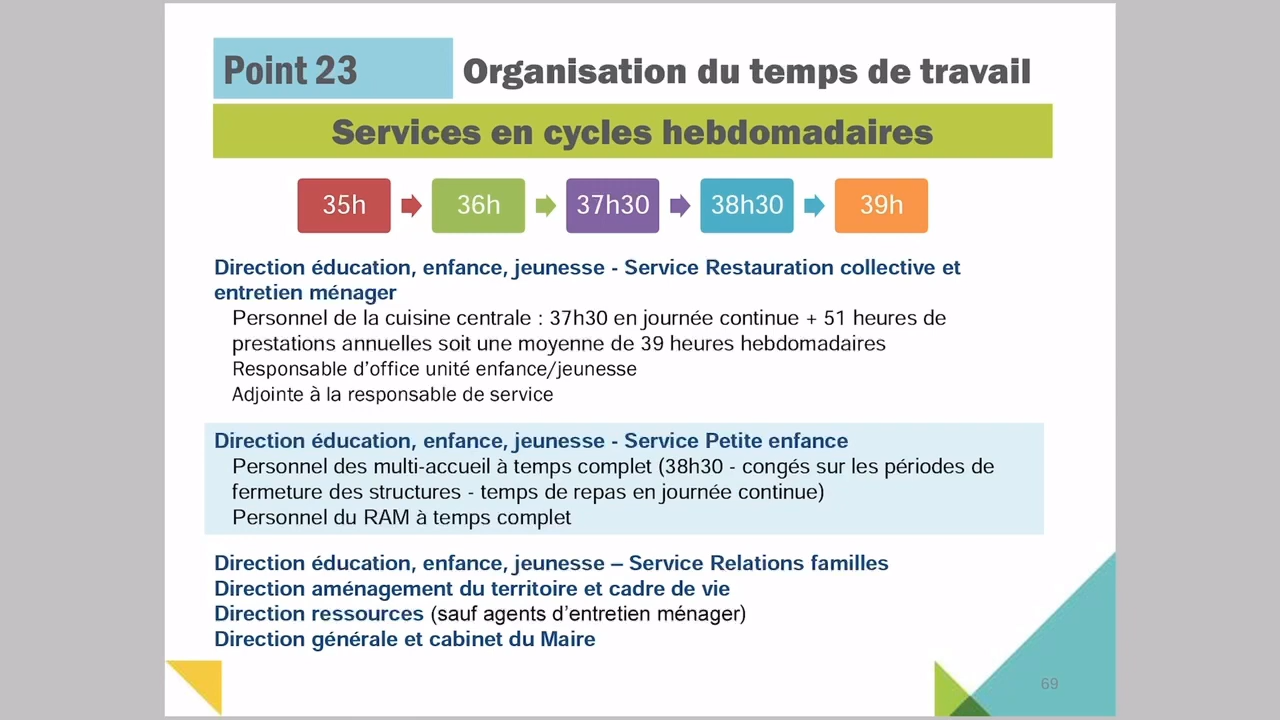 Point 23
Organisation du temps de travail
Services en cycles hebdomadaires
35h
36h
37h30
38h30
39h
Direction éducation, enfance, jeunesse - Service Restauration collective et
entretien ménager
Personnel de la cuisine centrale : 37h30 en journée continue + 51 heures de
prestations annuelles soit une moyenne de 39 heures hebdomadaires
Responsable d'office unité enfance/jeunesse
Adjointe à la responsable de service
Direction éducation, enfance, jeunesse - Service Petite enfance
Personnel des multi-accueil à temps complet (38h30 - congés sur les périodes de
fermeture des structures - temps de repas en journée continue)
Personnel du RAM à temps complet
Direction éducation, enfance, jeunesse – Service Relations familles
Direction aménagement du territoire et cadre de vie
Direction ressources (sauf agents d'entretien ménager)
Direction générale et cabinet du Maire
69